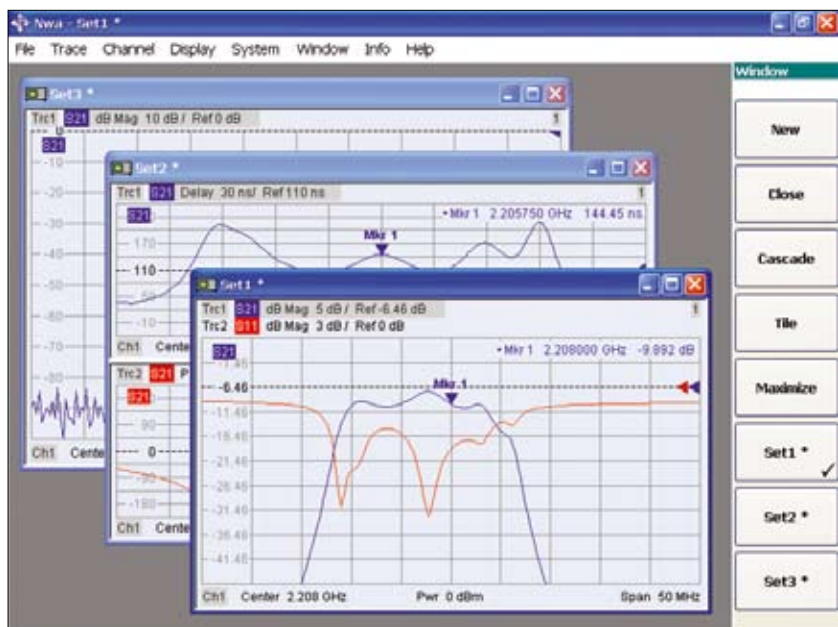 Nwa - Set1 *
File Trace Channel Display System Window Info Help
Set3 *
Trc1 S21 dB Mag 10 dB / Ref 0 dB 1
S21
0
-10
-20
-30
-40
-50
-60
-70
-80
Ch1 Cente
Set2 *
Trc1 S21 Delay 30 ns/ Ref 110 ns 1
S21
•Mkr 1 2.205750 GHz 144.45 ns
Mkr 1
170
110
50
-10
Ch1 Cente
Trc2 S21 P
S21
90
0
-90
-180
Ch1 Cente
Set1 *
Trc1 S21 dB Mag 5 dB / Ref -6.46 dB 1
Trc2 S11 dB Mag 3 dB / Ref 0 dB
S21
•Mkr 1 2.208000 GHz -9.892 dB
Mkr 1
-1.46
-6.46
-11.46
-16.46
-21.46
-26.46
-31.46
-36.46
-41.46
Ch1 Center 2.208 GHz Pwr 0 dBm Span 50 MHz
Window
New
Close
Cascade
Tile
Maximize
Set1 *
Set2 *
Set3 *